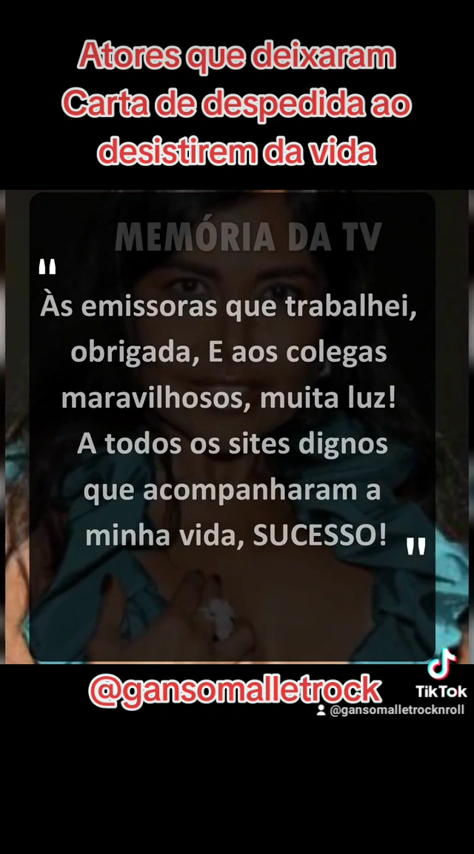 Atores que deixaram
Carta de despedida ao
desistirem da vida
MEMÓRIA DA TV
"
Às emissoras que trabalhei,
obrigada, E aos colegas
maravilhosos, muita luz!
A todos os sites dignos
que acompanharam a
minha vida, SUCESSO! "
@gansomalletrock
TikTok
@gansomalletrocknroll